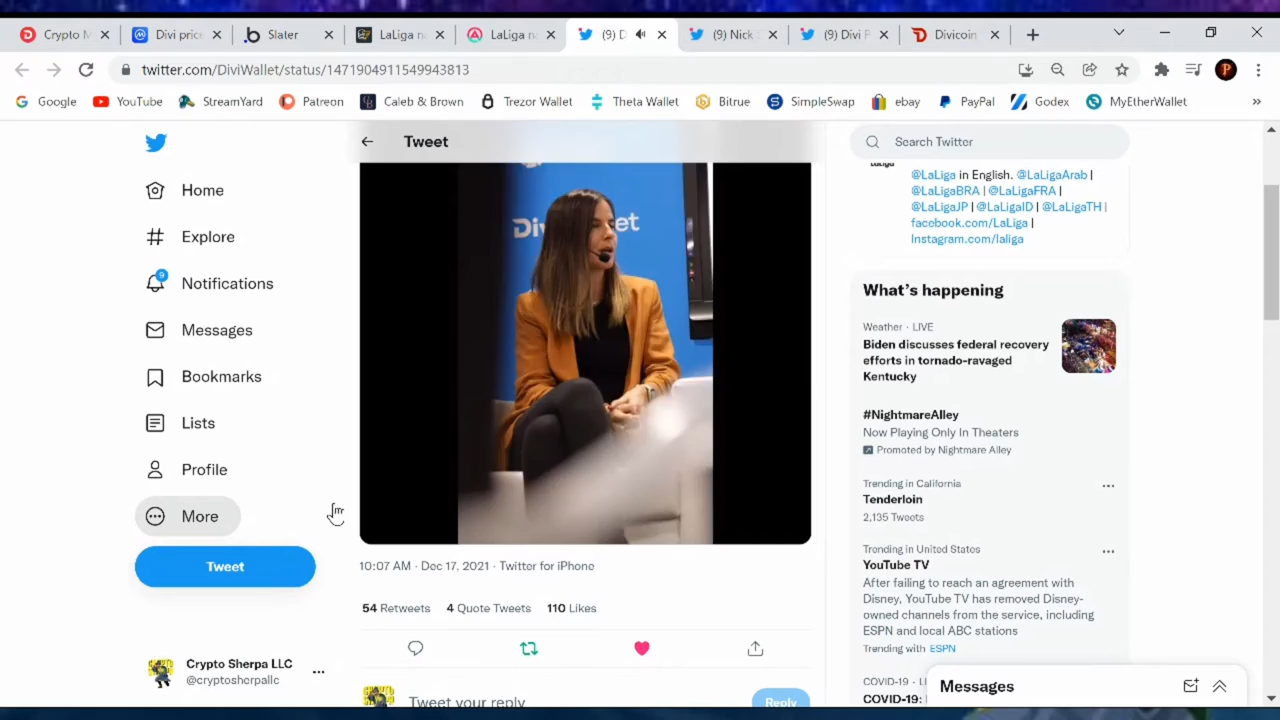 Crypto M
Divi price
Slater
LaLiga n
LaLiga n
(9) D
(9) Nick
(9) Divi P
Divicoin
twitter.com/DiviWallet/status/1471904911549943813
Google
YouTube
StreamYard
Patreon
Caleb & Brown
Trezor Wallet
Theta Wallet
Bitrue
SimpleSwap
ebay
PayPal
Godex
MyEtherWallet
»
Home
Explore
9
Notifications
Messages
Bookmarks
Lists
Profile
More
Tweet
Crypto Sherpa LLC
@cryptosherpallc
Tweet
10:07 AM · Dec 17, 2021 · Twitter for iPhone
54 Retweets 4 Quote Tweets 110 Likes
Tweet your reply
Reply
Search Twitter
@LaLiga in English. @LaLigaArab |
@LaLigaBRA | @LaLigaFRA |
@LaLigaJP | @LaLigaID | @LaLigaTH |
facebook.com/LaLiga |
Instagram.com/laliga
What's happening
Weather · LIVE
Biden discusses federal recovery
efforts in tornado-ravaged
Kentucky
#NightmareAlley
Now Playing Only In Theaters
Promoted by Nightmare Alley
Trending in California
Tenderloin
2,135 Tweets
Trending in United States
YouTube TV
After failing to reach an agreement with
Disney, YouTube TV has removed Disney-
owned channels from the service, including
ESPN and local ABC stations
Trending with ESPN
COVID-19 · L
COVID-19:
Messages